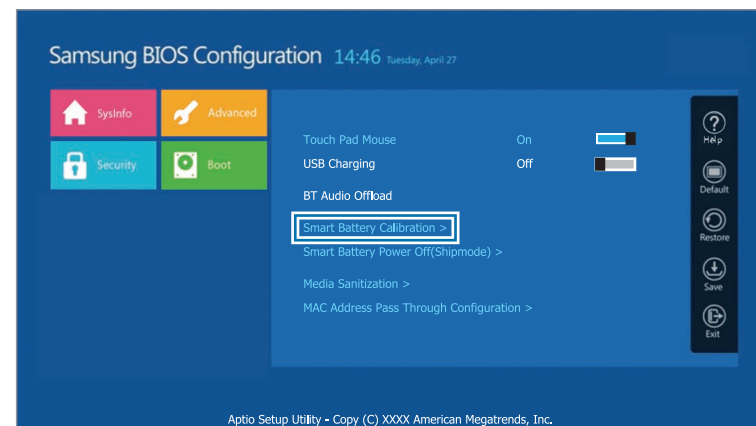 Samsung BIOS Configuration 14:46 Tuesday, April 27
SysInfo
Advanced
Security
Boot
Touch Pad Mouse On
USB Charging Off
BT Audio Offload
Smart Battery Calibration >
Smart Battery Power Off(Shipmode) >
Media Sanitization >
MAC Address Pass Through Configuration >
Help
Default
Restore
Save
Exit
Aptio Setup Utility - Copy (C) XXXX American Megatrends, Inc.